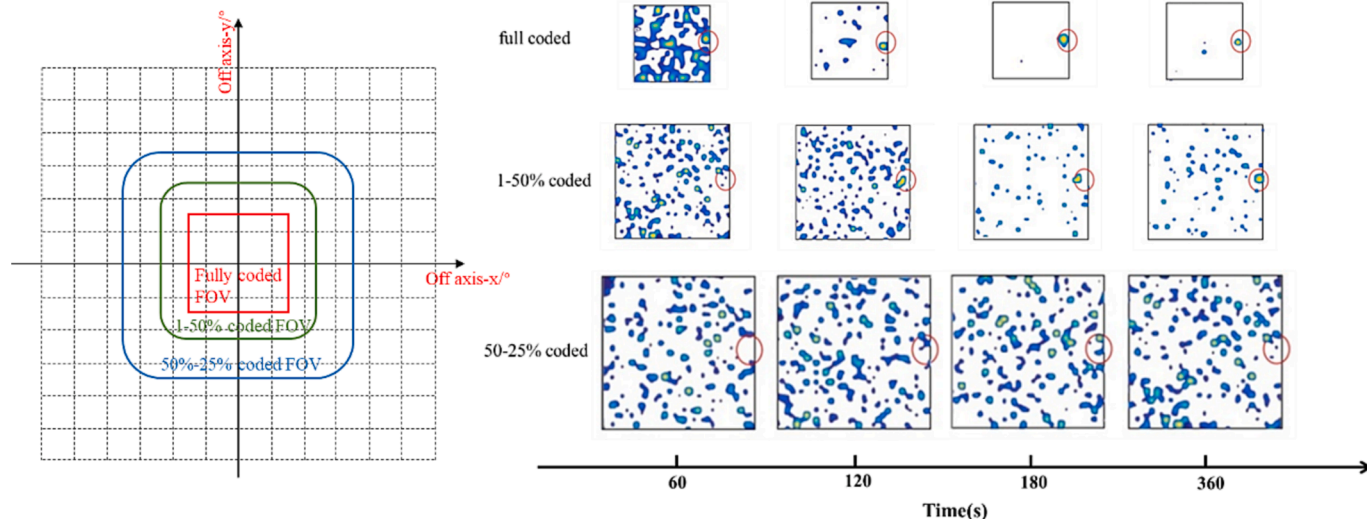 Off axis-y/°
Off axis-x/°
Fully coded
FOV
1-50% coded FOV
50%-25% coded FOV
full coded
1-50% coded
50-25% coded
60
120
180
360
Time(s)